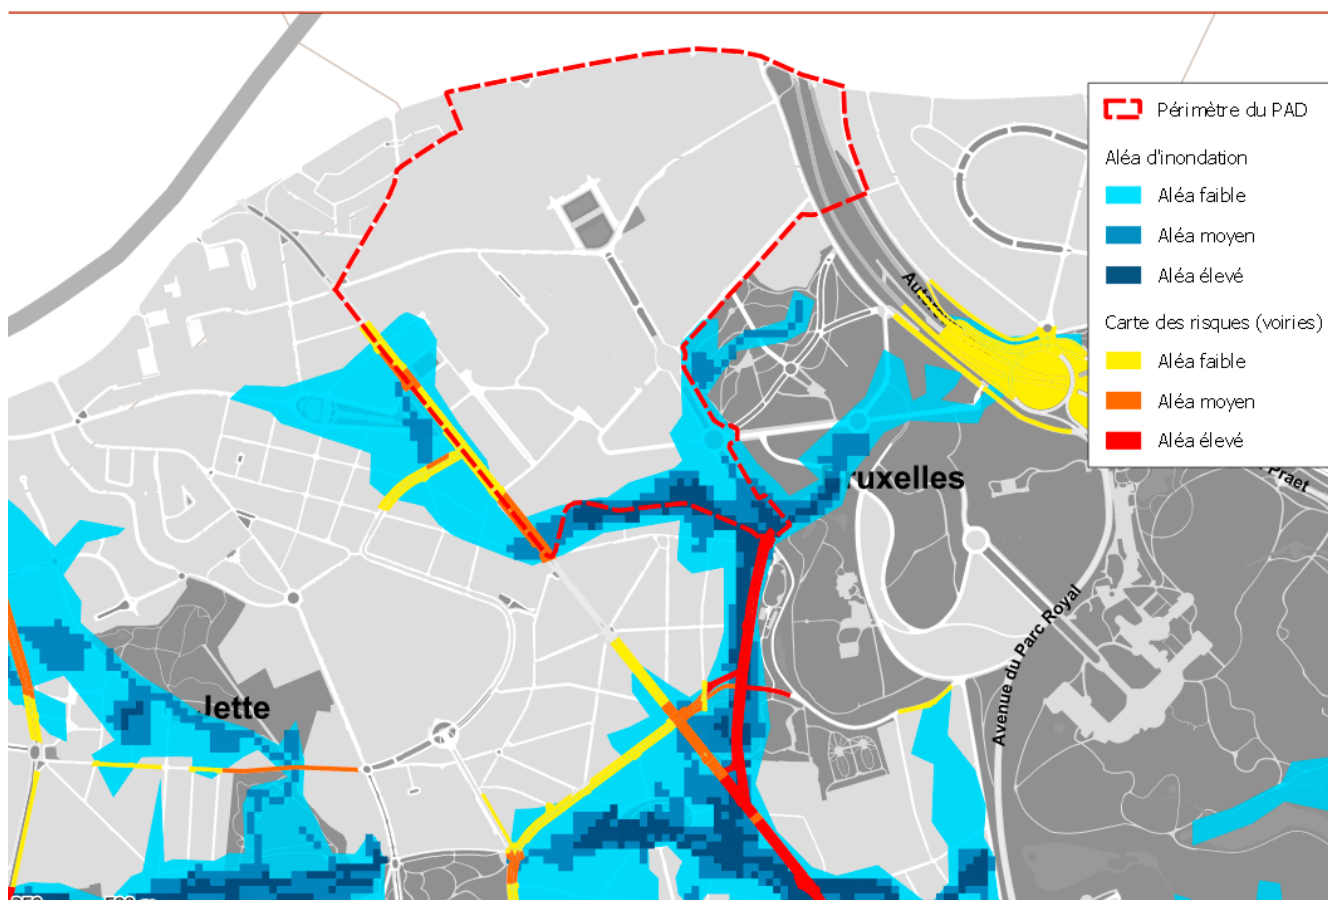 Périmètre du PAD
Aléa d'inondation
Aléa faible
Aléa moyen
Aléa élevé
Carte des risques (voiries)
Aléa faible
Aléa moyen
Aléa élevé
ruxelles
Praet
Avenue du Parc Royal
Jette